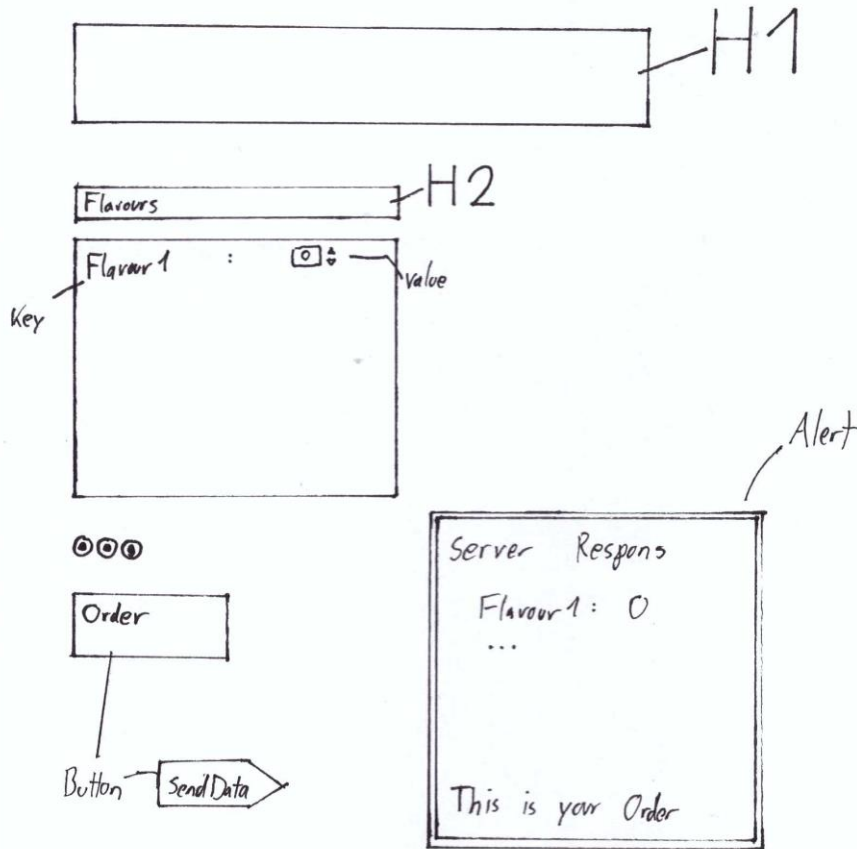 H1
H2
Flavours
Flavour 1 : 0
value
Key
Alert
Server Respons
Flavour 1 : 0
...
Order
This is your Order
Button
Send Data